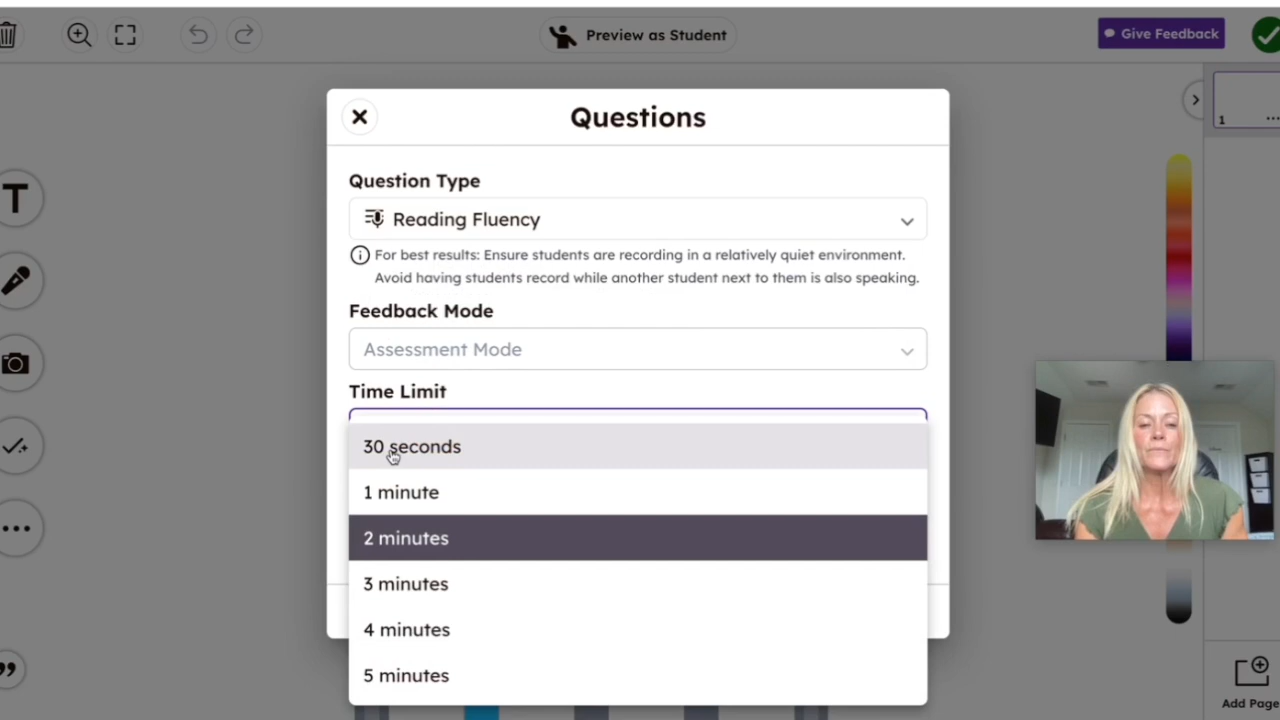 Preview as Student
Give Feedback
Questions
1
...
Question Type
T
Reading Fluency
For best results: Ensure students are recording in a relatively quiet environment.
Avoid having students record while another student next to them is also speaking.
Feedback Mode
Assessment Mode
Time Limit
30 seconds
1 minute
2 minutes
3 minutes
4 minutes
5 minutes
Add Page